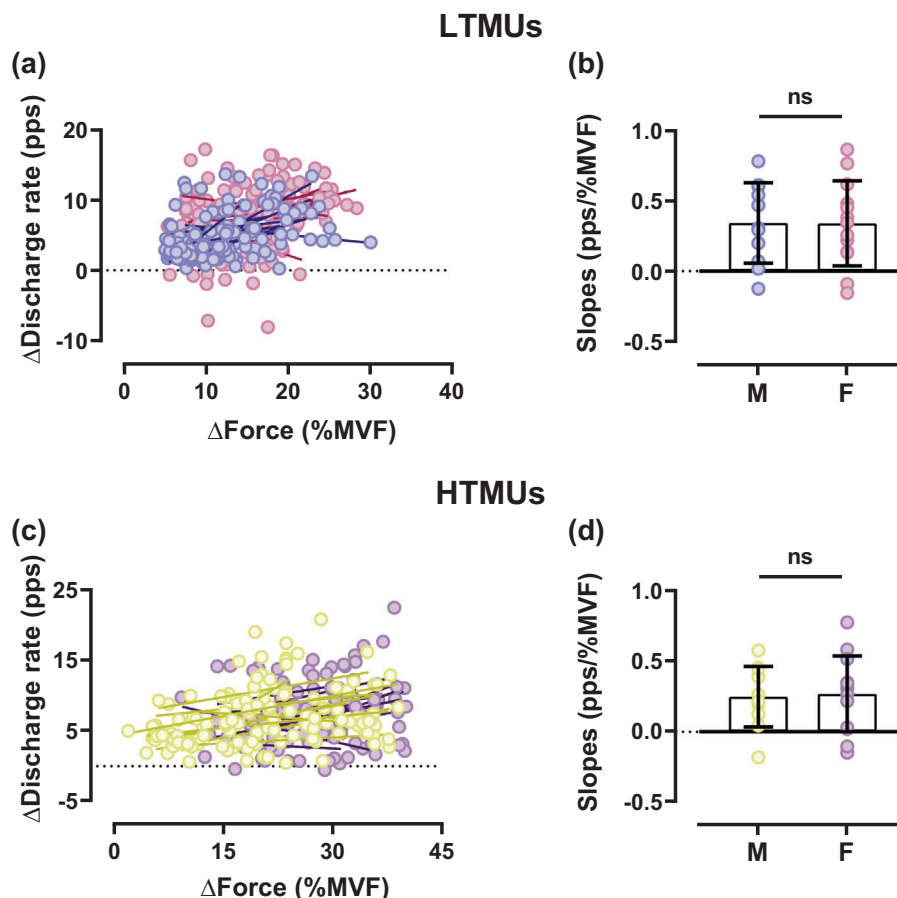 LTMUs
(a)
ΔDischarge rate (pps)
20
10
0
-10
0 10 20 30 40
ΔForce (%MVF)
(b)
ns
Slopes (pps/%MVF)
1.0
0.5
0.0
-0.5
M F
HTMUs
(c)
ΔDischarge rate (pps)
25
15
5
-5
0 15 30 45
ΔForce (%MVF)
(d)
ns
Slopes (pps/%MVF)
1.0
0.5
0.0
-0.5
M F